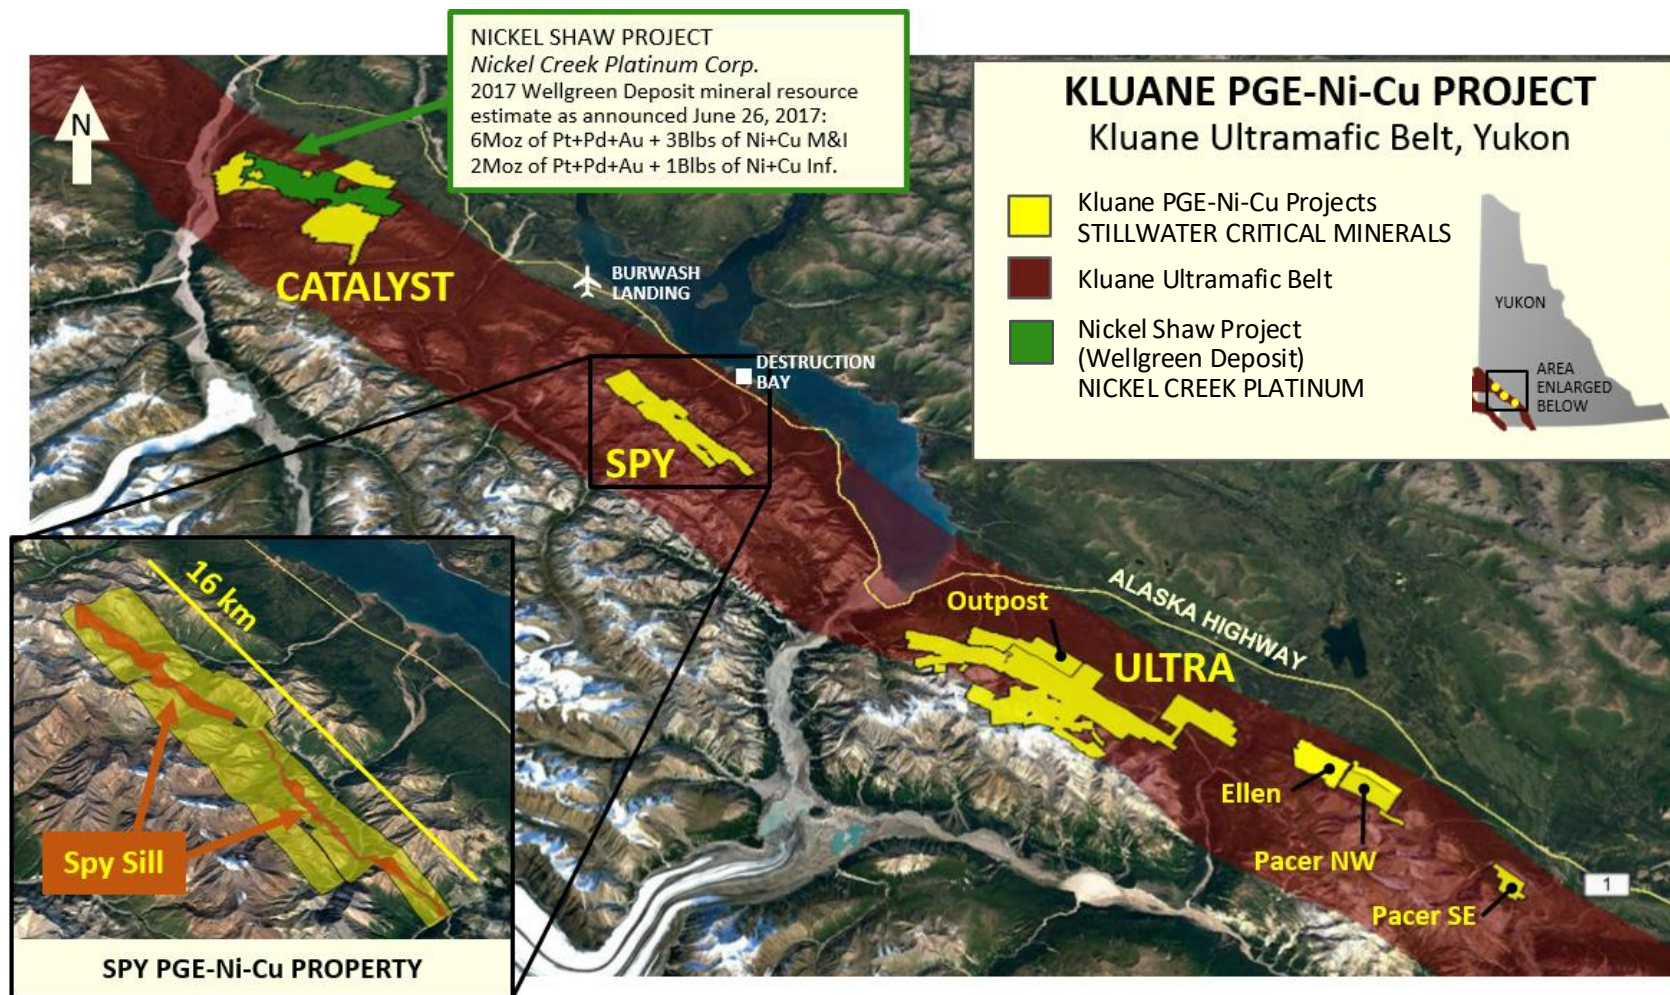 NICKEL SHAW PROJECT
Nickel Creek Platinum Corp.
2017 Wellgreen Deposit mineral resource
estimate as announced June 26, 2017:
6Moz of Pt+Pd+Au + 3Blbs of Ni+Cu M&I
2Moz of Pt+Pd+Au + 1Blbs of Ni+Cu Inf.
KLUANE PGE-Ni-Cu PROJECT
Kluane Ultramafic Belt, Yukon
Kluane PGE-Ni-Cu Projects
STILLWATER CRITICAL MINERALS
Kluane Ultramafic Belt
Nickel Shaw Project
(Wellgreen Deposit)
NICKEL CREEK PLATINUM
YUKON
AREA
ENLARGED
BELOW
N
CATALYST
BURWASH
LANDING
DESTRUCTION
BAY
SPY
16 km
Spy Sill
SPY PGE-Ni-Cu PROPERTY
Outpost
ALASKA HIGHWAY
ULTRA
Ellen
Pacer NW
Pacer SE
1